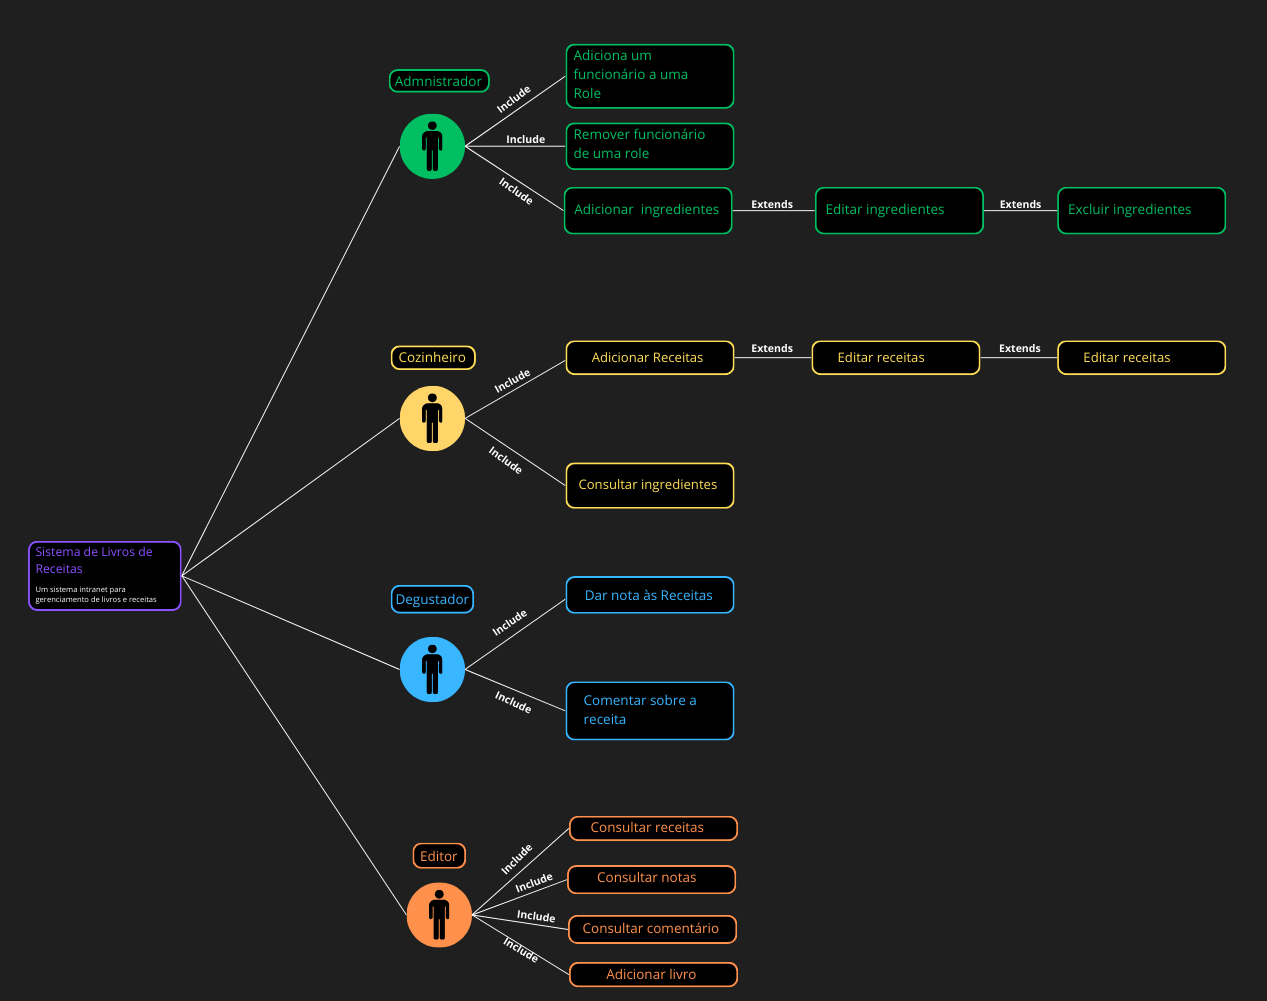 Admnistrador
Include
Adiciona um
funcionário a uma
Role
Include
Remover funcionário
de uma role
Include
Adicionar  ingredientes
Extends
Editar ingredientes
Extends
Excluir ingredientes
Cozinheiro
Include
Adicionar Receitas
Extends
Editar receitas
Extends
Editar receitas
Include
Consultar ingredientes
Sistema de Livros de
Receitas
Um sistema intranet para
gerenciamento de livros e receitas
Degustador
Include
Dar nota às Receitas
Include
Comentar sobre a
receita
Editor
Include
Consultar receitas
Include
Consultar notas
Include
Consultar comentário
Include
Adicionar livro